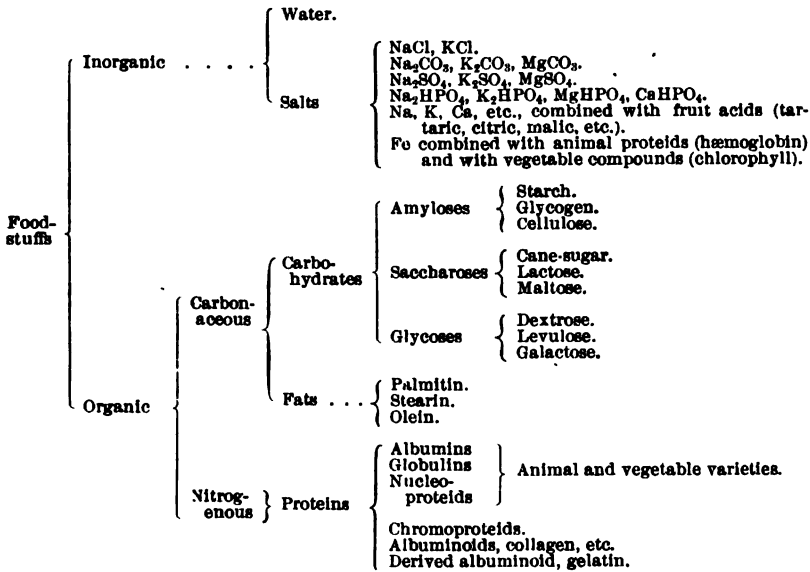 Water.
Inorganic . . . .
Salts
NaCl, KCl.
Na₂CO₃, K₂CO₃, MgCO₃.
Na₂SO₄, K₂SO₄, MgSO₄.
Na₂HPO₄, K₂HPO₄, MgHPO₄, CaHPO₄.
Na, K, Ca, etc., combined with fruit acids (tar-
taric, citric, malic, etc.).
Fe combined with animal proteids (hæmoglobin)
and with vegetable compounds (chlorophyll).
Food-
stuffs
Organic
Carbon-
aceous
Carbo-
hydrates
Amyloses
Starch.
Glycogen.
Cellulose.
Saccharoses
Cane-sugar.
Lactose.
Maltose.
Glycoses
Dextrose.
Levulose.
Galactose.
Fats . . .
Palmitin.
Stearin.
Olein.
Nitrog-
enous
Proteins
Albumins
Globulins
Nucleo-
proteids
Animal and vegetable varieties.
Chromoproteids.
Albuminoids, collagen, etc.
Derived albuminoid, gelatin.